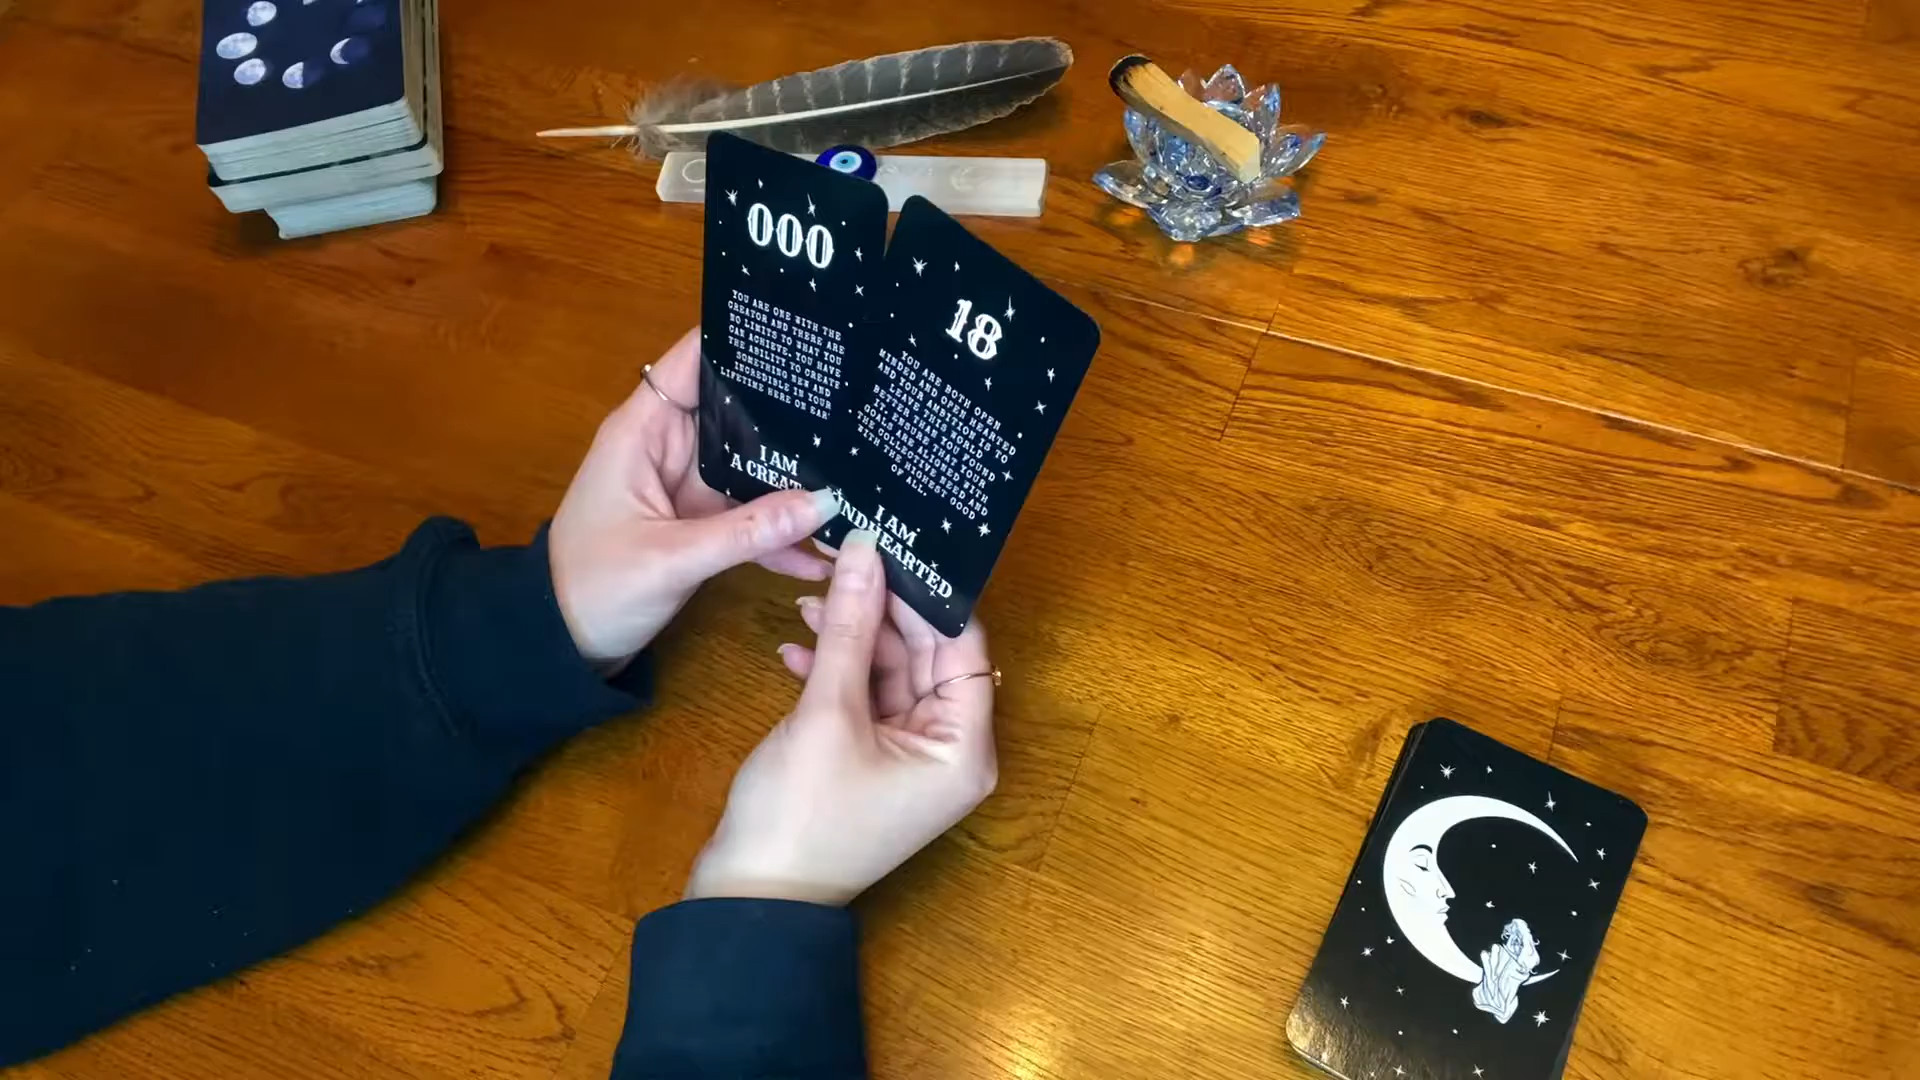 000
YOU ARE ONE WITH THE
CREATOR AND THERE ARE
NO LIMITS TO WHAT YOU
CAN ACHIEVE. YOU HAVE
THE ABILITY TO CREATE
SOMETHING NEW AND
INCREDIBLE IN YOUR
LIFETIME HERE ON EAR
I AM
A CREAT
18
YOU ARE BOTH OPEN
MINDED AND OPEN HEARTED
AND YOUR AMBITION IS TO
LEAVE THIS WORLD
BETTER THAN YOU FOUND
IT. ENSURE THAT YOUR
GOALS ARE ALIGNED WITH
THE COLLECTIVE NEED AND
WITH THE HIGHEST GOOD
OF ALL.
I AM
INDHEARTED